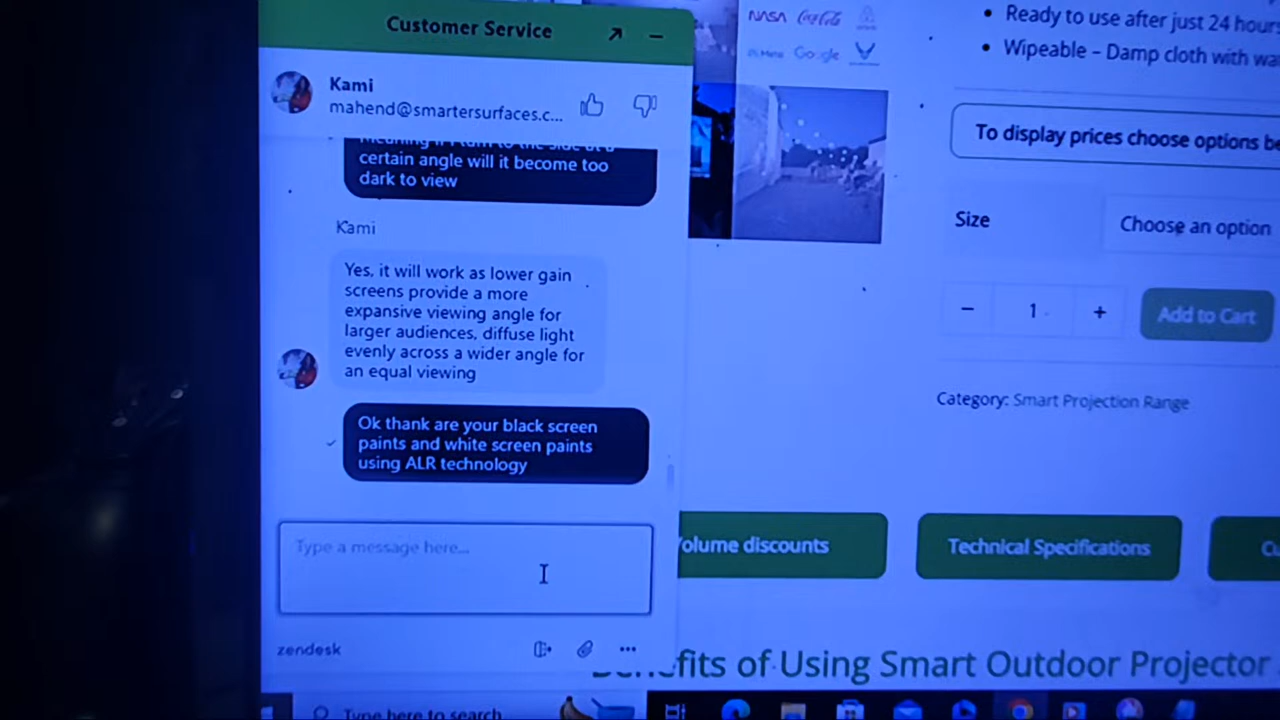 Customer Service
Kami
mahend@smartersurfaces.c...
certain angle will it become too
dark to view
Kami
Yes, it will work as lower gain
screens provide a more
expansive viewing angle for
larger audiences, diffuse light
evenly across a wider angle for
an equal viewing
Ok thank are your black screen
paints and white screen paints
using ALR technology
Type a message here...
zendesk
NASA Coca-Cola
Meta Google
Ready to use after just 24 hours
Wipeable – Damp cloth with wa
To display prices choose options be
Size
Choose an option
− 1 +
Add to Cart
Category: Smart Projection Range
Volume discounts
Technical Specifications
Benefits of Using Smart Outdoor Projector
Type here to search